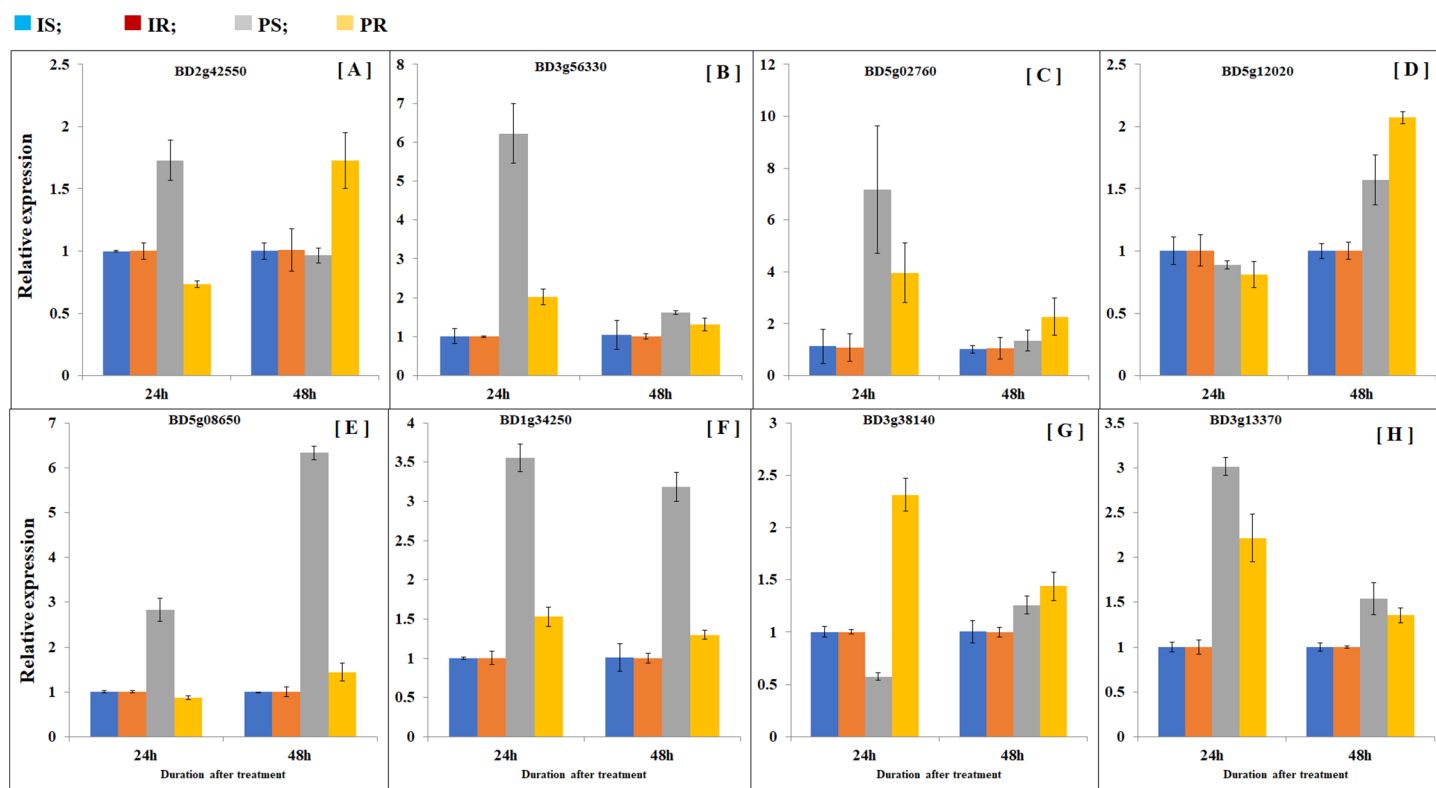 IS; IR; PS; PR
BD2g42550 [ A ]
Relative expression
2.5
2
1.5
1
0.5
0
24h 48h
BD3g56330 [ B ]
8
7
6
5
4
3
2
1
0
24h 48h
BD5g02760 [ C ]
12
10
8
6
4
2
0
24h 48h
BD5g12020 [ D ]
2.5
2
1.5
1
0.5
0
24h 48h
BD5g08650 [ E ]
Relative expression
7
6
5
4
3
2
1
0
24h 48h
Duration after treatment
BD1g34250 [ F ]
4
3.5
3
2.5
2
1.5
1
0.5
0
24h 48h
Duration after treatment
BD3g38140 [ G ]
3
2.5
2
1.5
1
0.5
0
24h 48h
Duration after treatment
BD3g13370 [ H ]
3.5
3
2.5
2
1.5
1
0.5
0
24h 48h
Duration after treatment